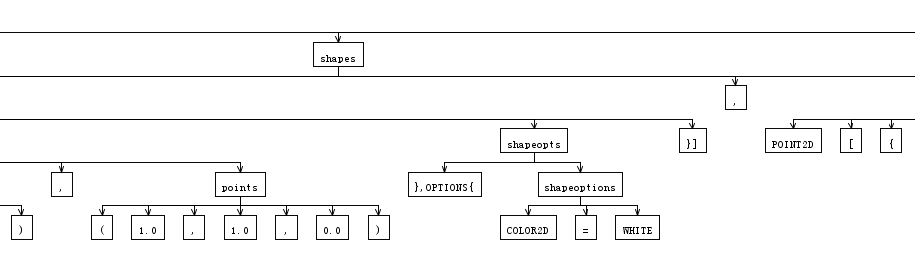 shapes
,
shapeopts }] POINT2D [ {
, points },OPTIONS{ shapeoptions
) ( 1.0 , 1.0 , 0.0 ) COLOR2D = WHITE